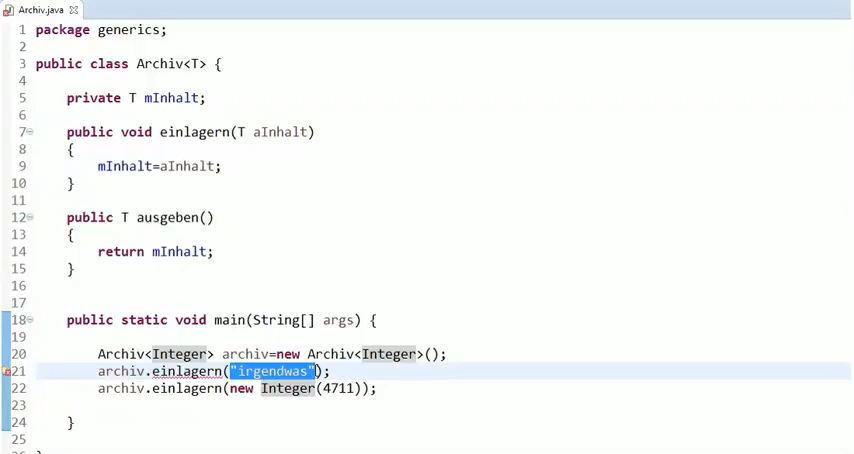 Archiv.java
1 package generics;
2
3 public class Archiv<T> {
4
5 private T mInhalt;
6
7 public void einlagern(T aInhalt)
8 {
9 mInhalt=aInhalt;
10 }
11
12 public T ausgeben()
13 {
14 return mInhalt;
15 }
16
17
18 public static void main(String[] args) {
19
20 Archiv<Integer> archiv=new Archiv<Integer>();
21 archiv.einlagern("irgendwas");
22 archiv.einlagern(new Integer(4711));
23
24 }
25